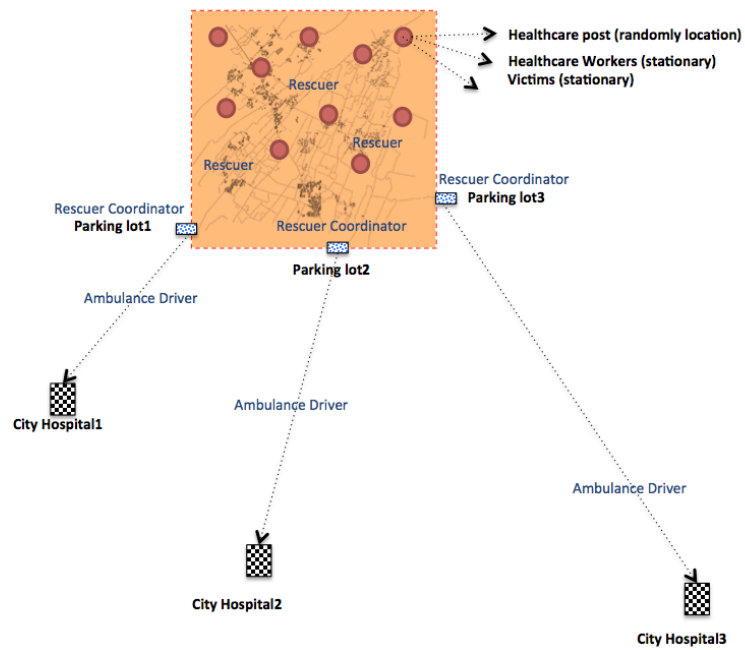 Healthcare post (randomly location)
Healthcare Workers (stationary)
Victims (stationary)
Rescuer
Rescuer
Rescuer
Rescuer Coordinator
Parking lot3
Rescuer Coordinator
Parking lot1
Rescuer Coordinator
Parking lot2
Ambulance Driver
Ambulance Driver
City Hospital1
Ambulance Driver
City Hospital2
City Hospital3